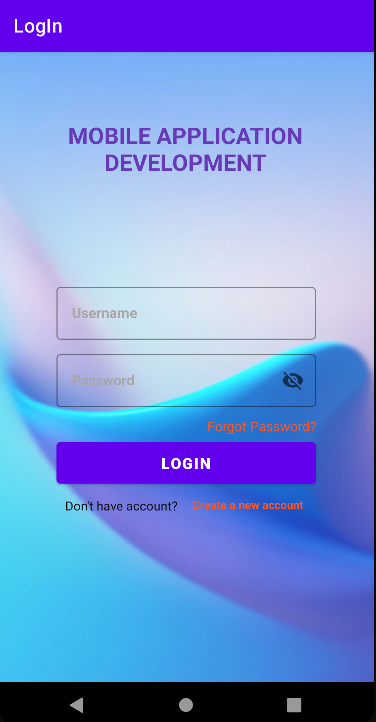 LogIn
MOBILE APPLICATION
DEVELOPMENT
Username
Password
Forgot Password?
LOGIN
Don't have account? Create a new account